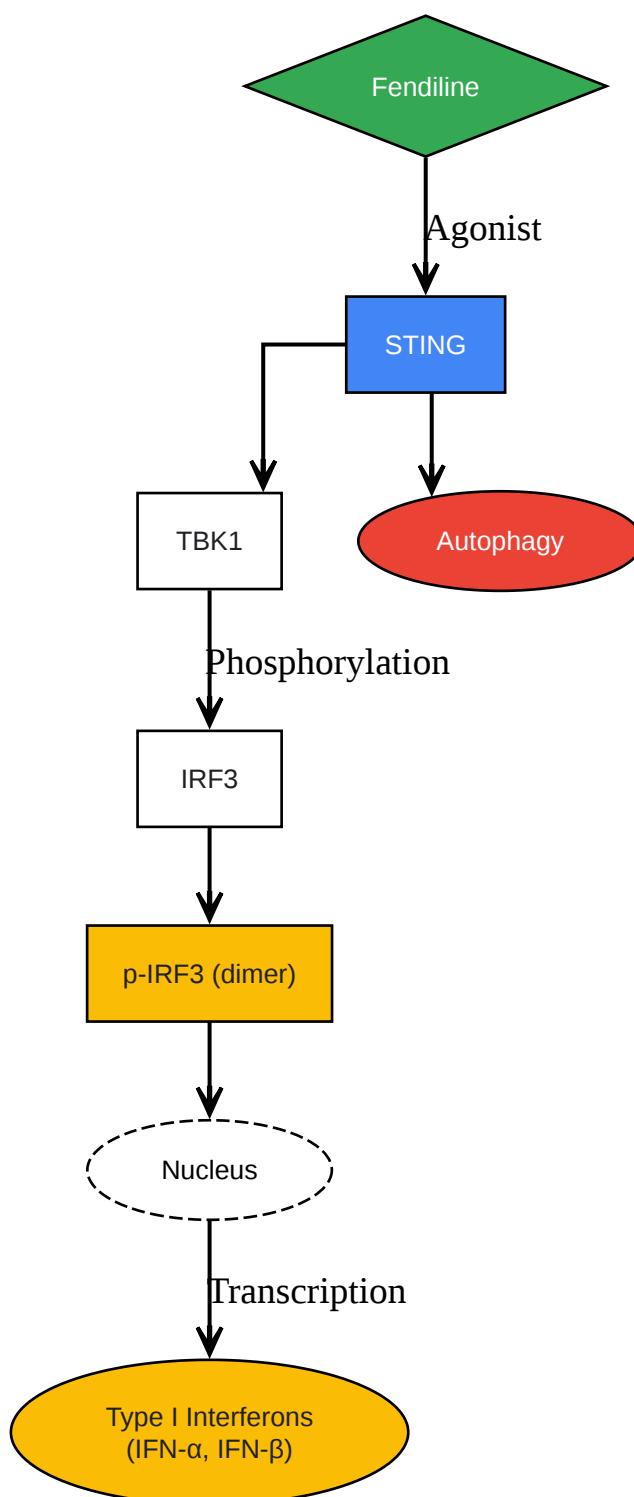 Fendiline
Agonist
STING
TBK1
Autophagy
Phosphorylation
IRF3
p-IRF3 (dimer)
Nucleus
Transcription
Type I Interferons
(IFN-α, IFN-β)